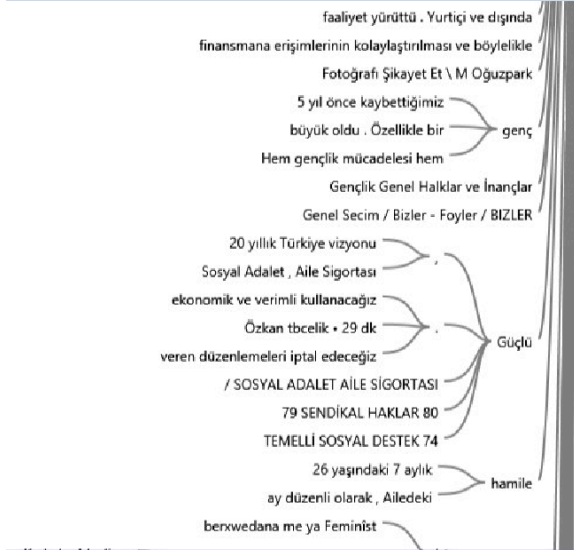 faaliyet yürüttü . Yurtiçi ve dışında
finansmana erişimlerinin kolaylaştırılması ve böylelikle
Fotoğrafı Şikayet Et \ M Oğuzpark
5 yıl önce kaybettiğimiz
büyük oldu . Özellikle bir
genç
Hem gençlik mücadelesi hem
Gençlik Genel Halklar ve İnançlar
Genel Secim / Bizler - Foyler / BIZLER
20 yıllık Türkiye vizyonu
,
Sosyal Adalet , Aile Sigortası
ekonomik ve verimli kullanacağız
Özkan tbcelik • 29 dk
.
veren düzenlemeleri iptal edeceğiz
Güçlü
/ SOSYAL ADALET AİLE SİGORTASI
79 SENDİKAL HAKLAR 80
TEMELLİ SOSYAL DESTEK 74
26 yaşındaki 7 aylık
hamile
ay düzenli olarak , Ailedeki
berxwedana me ya Feminîst